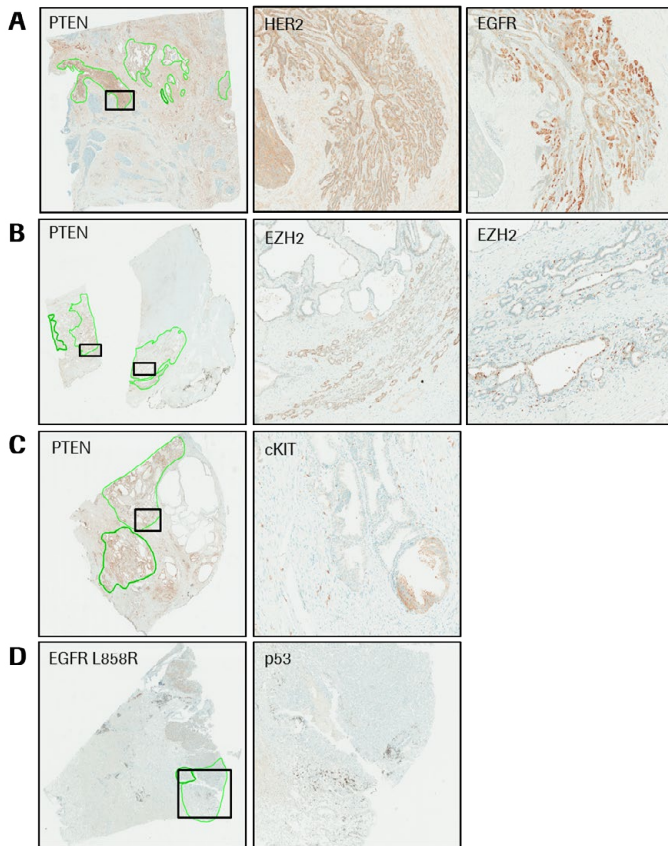 A
PTEN
HER2
EGFR
B
PTEN
EZH2
EZH2
C
PTEN
cKIT
D
EGFR L858R
p53